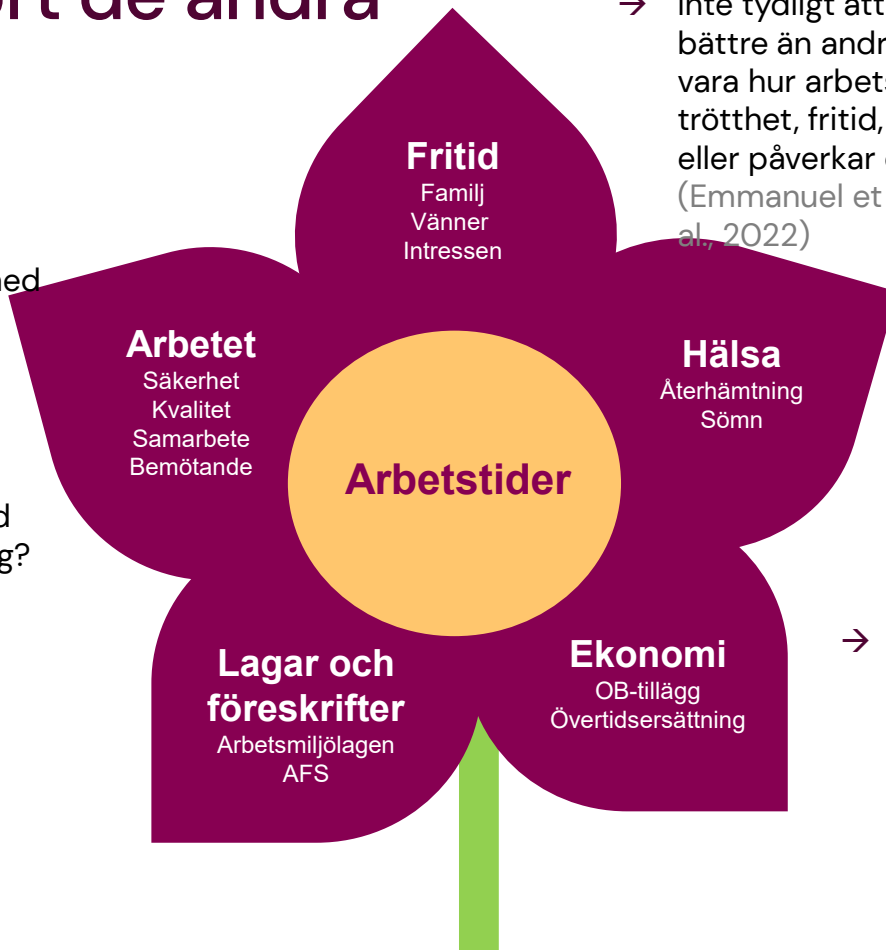 de andra
Inte tydligt att
bättre än andr
vara hur arbets
trötthet, fritid,
eller påverkar
(Emmanuel et
al., 2022)
Fritid
Familj
Vänner
Intressen
Arbetet
Säkerhet
Kvalitet
Samarbete
Bemötande
Hälsa
Återhämtning
Sömn
Arbetstider
g?
Lagar och
föreskrifter
Arbetsmiljölagen
AFS
Ekonomi
OB-tillägg
Övertidsersättning
→